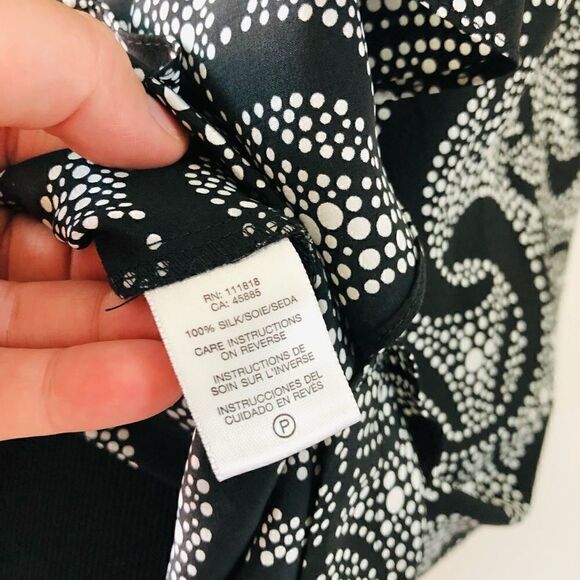 RN: 111818
CA: 45885
100% SILK/SOIE/SEDA
CARE INSTRUCTIONS
ON REVERSE
INSTRUCTIONS DE
SOIN SUR L'INVERSE
INSTRUCCIONES DEL
CUIDADO EN REVÉS
P